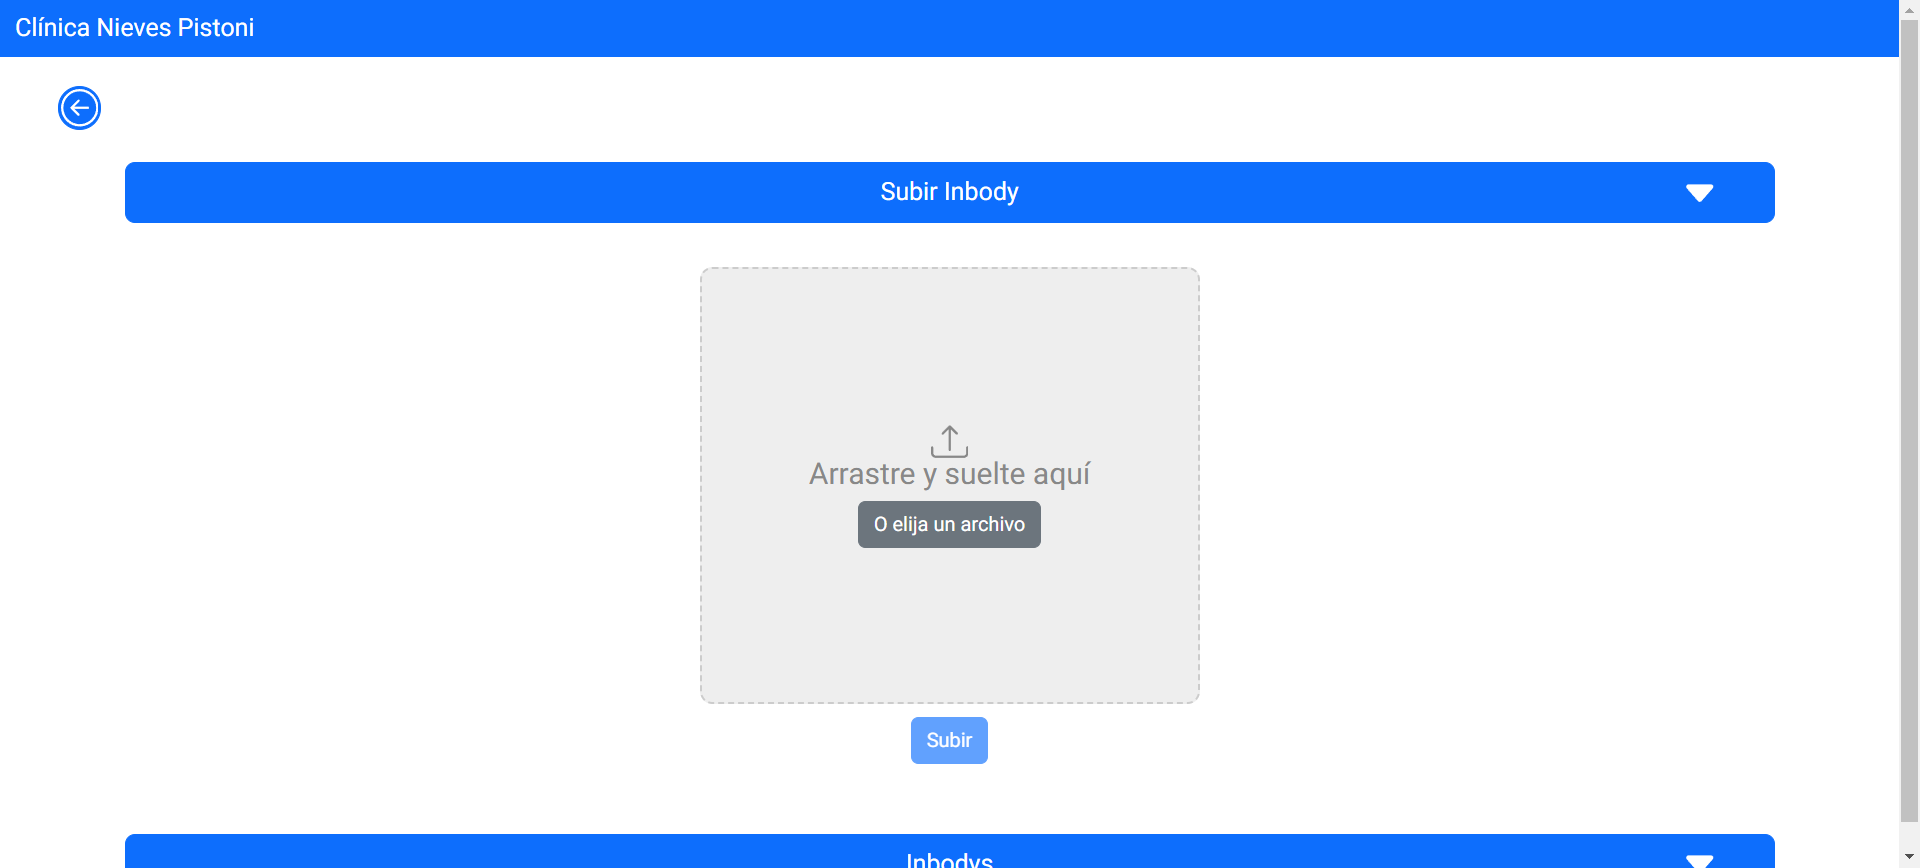 Clínica Nieves Pistoni
Subir Inbody
Arrastre y suelte aquí
O elija un archivo
Subir
Inbodys